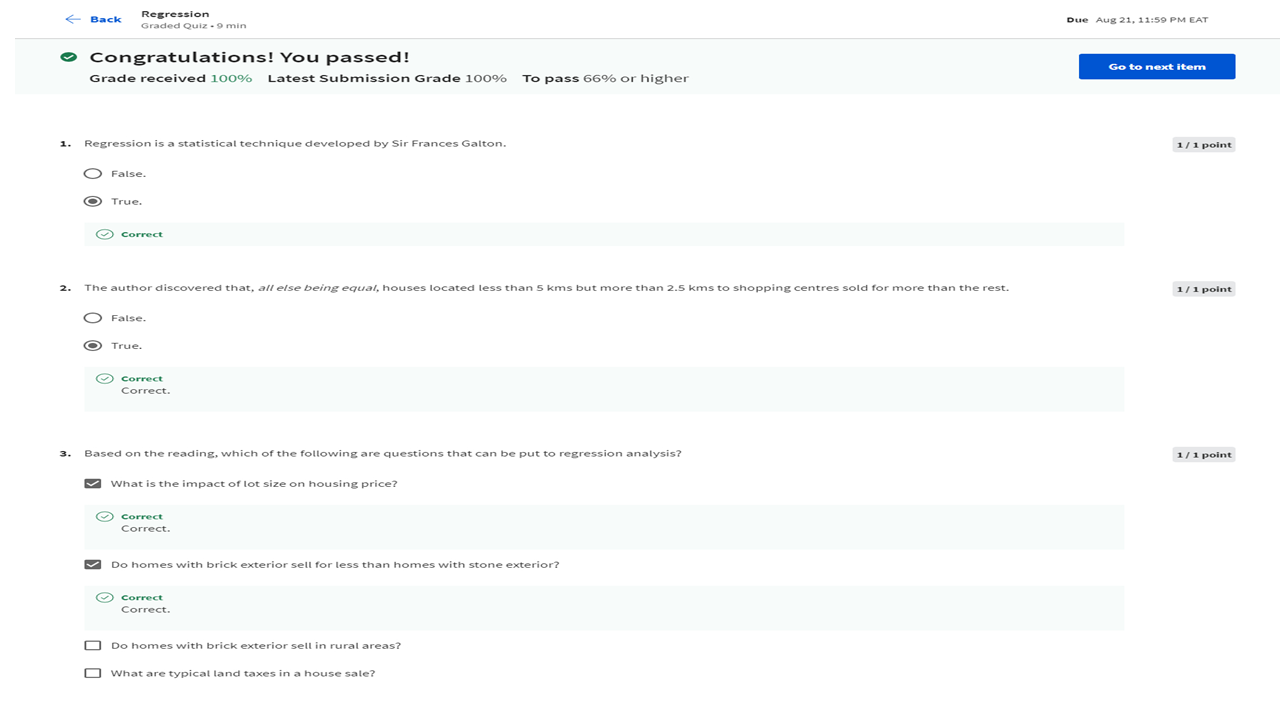 Back
Regression
Graded Quiz • 9 min
Due Aug 21, 11:59 PM EAT
Congratulations! You passed!
Grade received 100% Latest Submission Grade 100% To pass 66% or higher
Go to next item
1. Regression is a statistical technique developed by Sir Frances Galton.
1 / 1 point
False.
True.
Correct
2. The author discovered that, all else being equal, houses located less than 5 kms but more than 2.5 kms to shopping centres sold for more than the rest.
1 / 1 point
False.
True.
Correct
Correct.
3. Based on the reading, which of the following are questions that can be put to regression analysis?
1 / 1 point
What is the impact of lot size on housing price?
Correct
Correct.
Do homes with brick exterior sell for less than homes with stone exterior?
Correct
Correct.
Do homes with brick exterior sell in rural areas?
What are typical land taxes in a house sale?